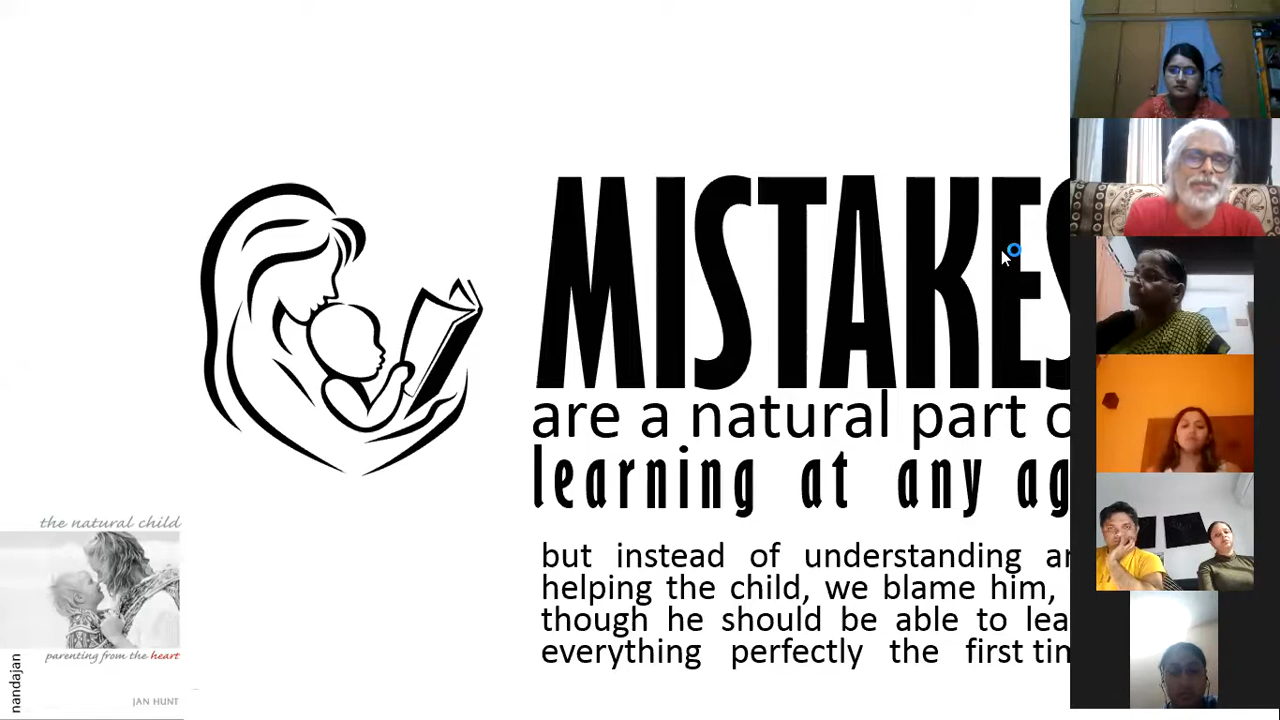 MISTAKES
are a natural part o
learning at any ag
but instead of understanding an
helping the child, we blame him,
though he should be able to lea
everything perfectly the first tim
the natural child
parenting from the heart
JAN HUNT
nandajan